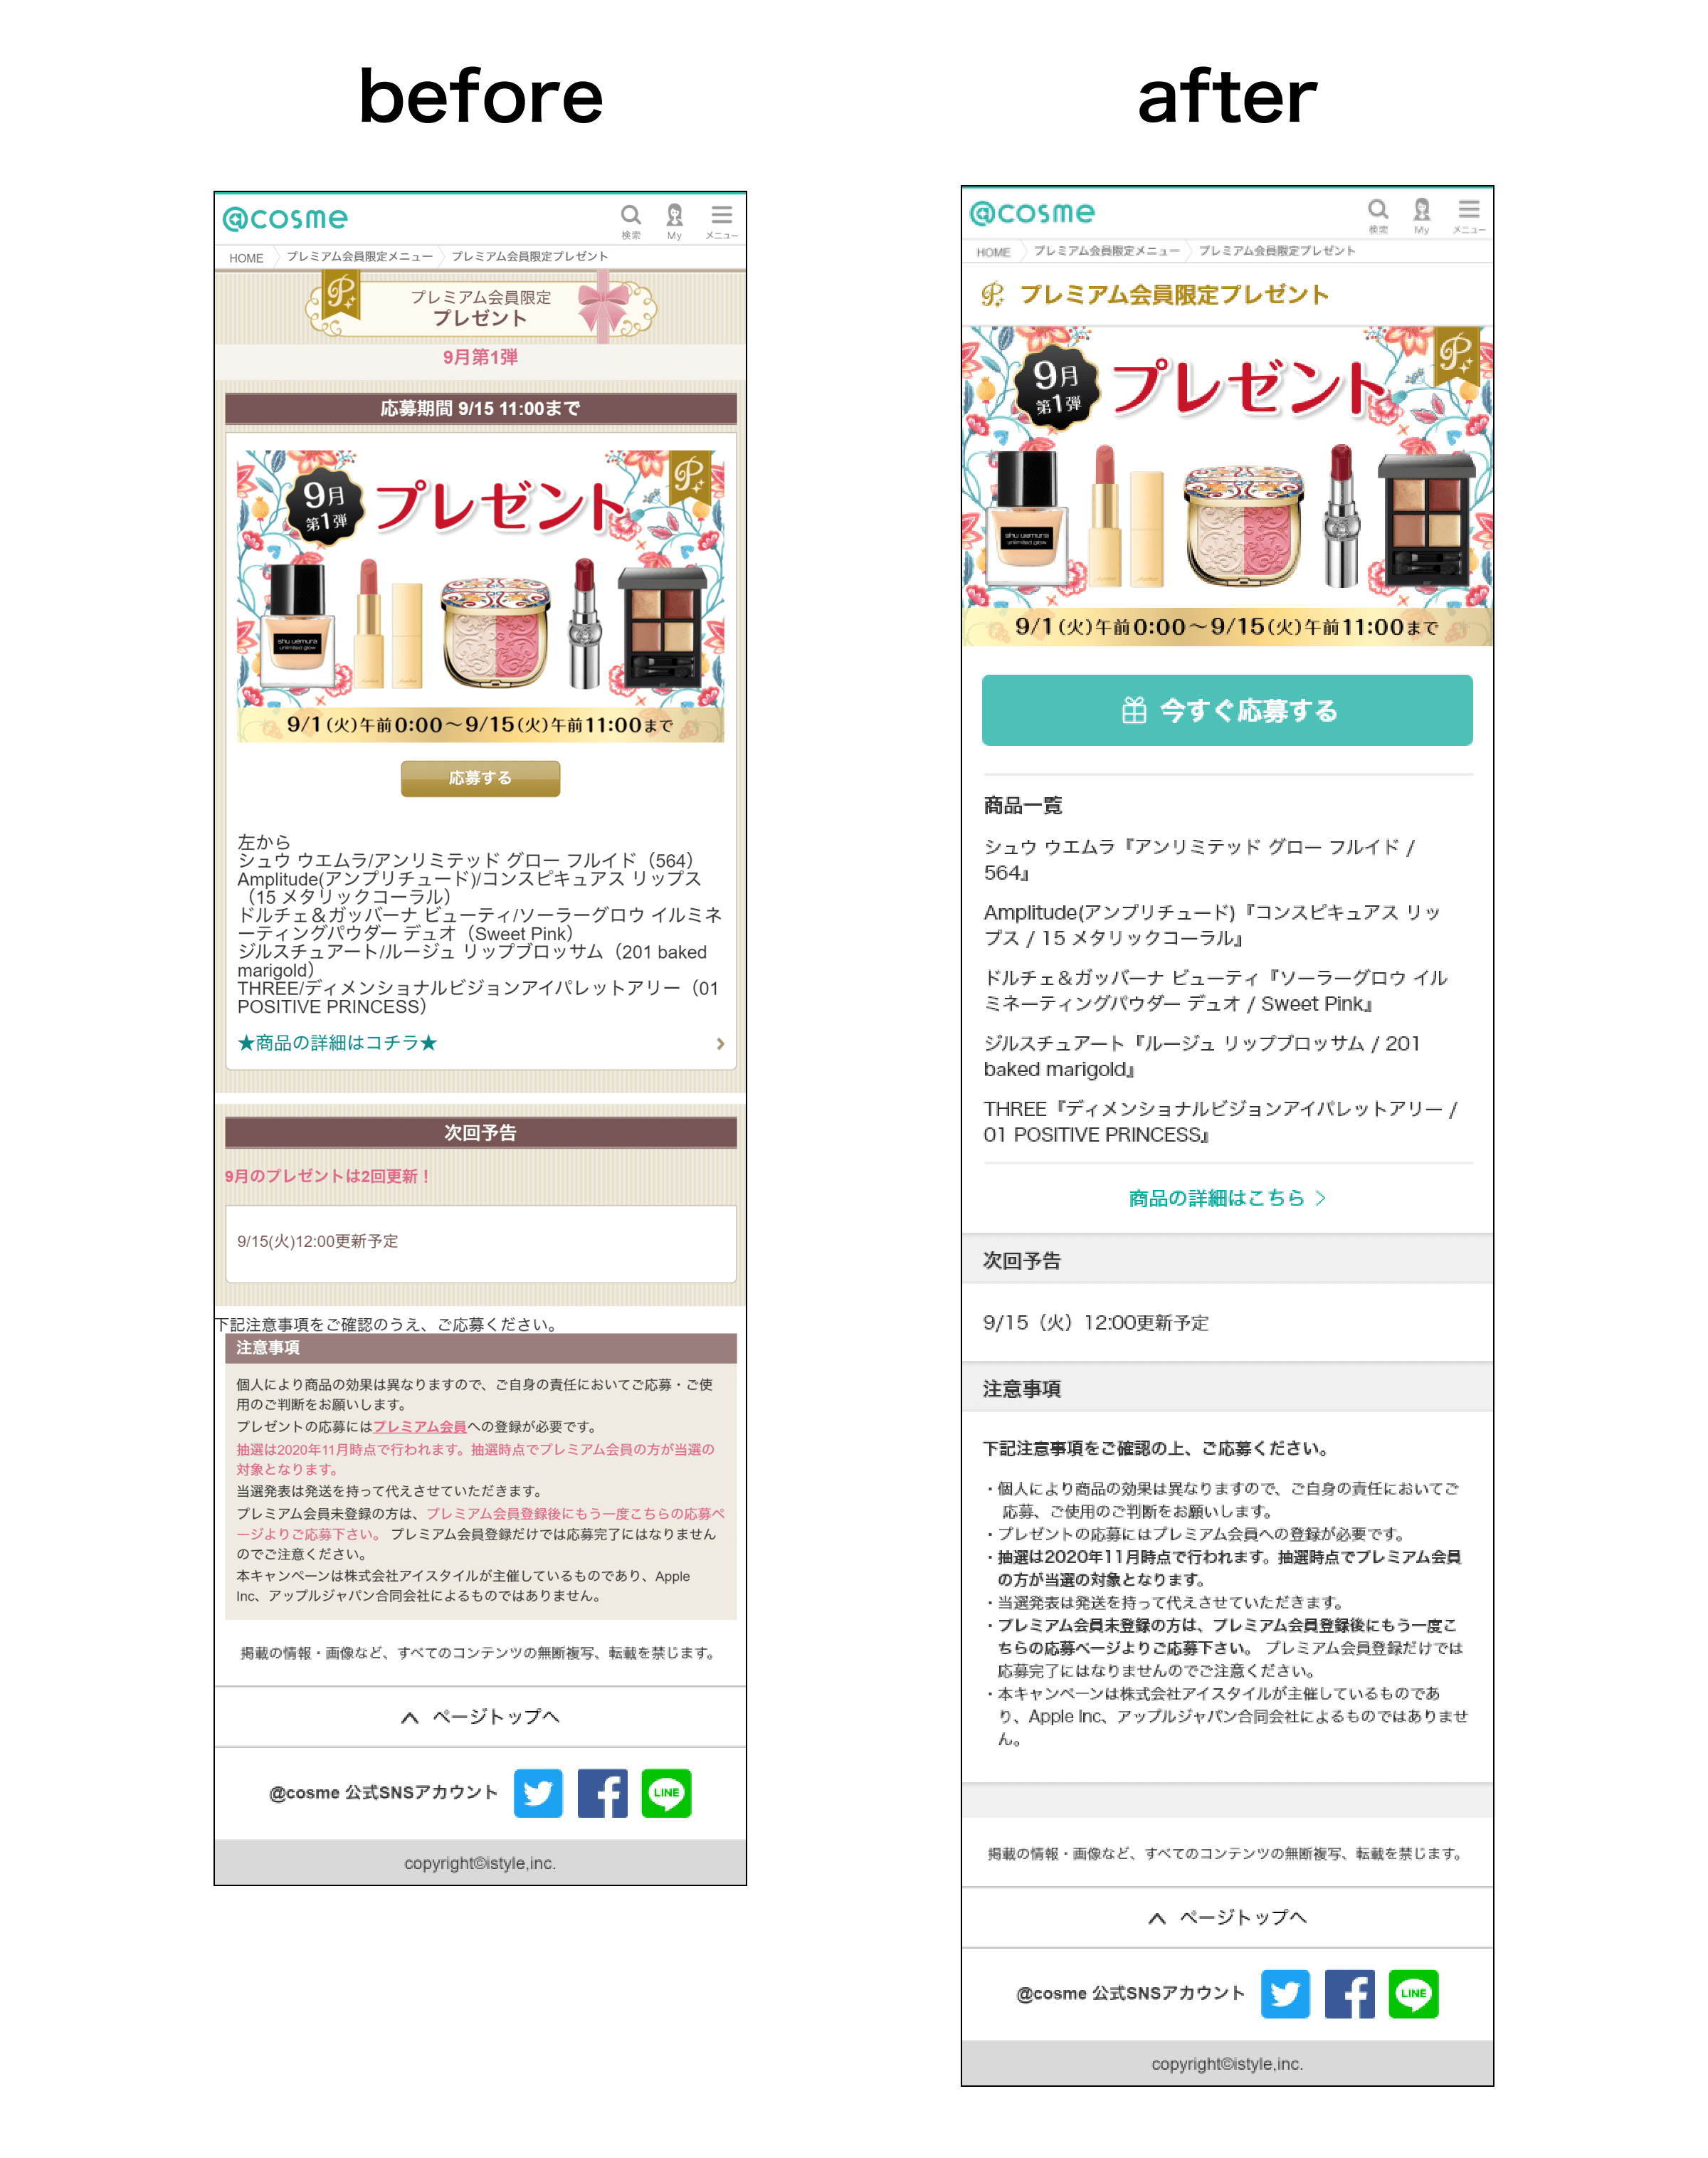 before
@cosme
検索
My
メニュー
HOME
プレミアム会員限定メニュー
プレミアム会員限定プレゼント
プレミアム会員限定
プレゼント
9月第1弾
応募期間 9/15 11:00まで
9月
第1弾
プレゼント
shu uemura
unlimited glow
9/1(火)午前0:00〜9/15(火)午前11:00まで
応募する
左から
シュウ ウエムラ/アンリミテッド グロー フルイド（564）
Amplitude(アンプリチュード)/コンスピキュアス リップス
（15 メタリックコーラル）
ドルチェ＆ガッバーナ ビューティ/ソーラーグロウ イルミネ
ーティングパウダー デュオ（Sweet Pink）
ジルスチュアート/ルージュ リップブロッサム（201 baked
marigold）
THREE/ディメンショナルビジョンアイパレットアリー（01
POSITIVE PRINCESS）
★商品の詳細はコチラ★
次回予告
9月のプレゼントは2回更新！
9/15(火)12:00更新予定
下記注意事項をご確認のうえ、ご応募ください。
注意事項
個人により商品の効果は異なりますので、ご自身の責任においてご応募・ご使
用のご判断をお願いします。
プレゼントの応募にはプレミアム会員への登録が必要です。
抽選は2020年11月時点で行われます。抽選時点でプレミアム会員の方が当選の
対象となります。
当選発表は発送を持って代えさせていただきます。
プレミアム会員未登録の方は、プレミアム会員登録後にもう一度こちらの応募ペ
ージよりご応募下さい。 プレミアム会員登録だけでは応募完了にはなりません
のでご注意ください。
本キャンペーンは株式会社アイスタイルが主催しているものであり、Apple
Inc、アップルジャパン合同会社によるものではありません。
掲載の情報・画像など、すべてのコンテンツの無断複写、転載を禁じます。
ページトップへ
@cosme 公式SNSアカウント
LINE
copyright©istyle,inc.
after
@cosme
検索
My
メニュー
HOME
プレミアム会員限定メニュー
プレミアム会員限定プレゼント
プレミアム会員限定プレゼント
9月
第1弾
プレゼント
shu uemura
unlimited glow
9/1(火)午前0:00〜9/15(火)午前11:00まで
今すぐ応募する
商品一覧
シュウ ウエムラ『アンリミテッド グロー フルイド /
564』
Amplitude(アンプリチュード)『コンスピキュアス リッ
プス / 15 メタリックコーラル』
ドルチェ＆ガッバーナ ビューティ『ソーラーグロウ イル
ミネーティングパウダー デュオ / Sweet Pink』
ジルスチュアート『ルージュ リップブロッサム / 201
baked marigold』
THREE『ディメンショナルビジョンアイパレットアリー /
01 POSITIVE PRINCESS』
商品の詳細はこちら
次回予告
9/15（火）12:00更新予定
注意事項
下記注意事項をご確認の上、ご応募ください。
・個人により商品の効果は異なりますので、ご自身の責任においてご
応募、ご使用のご判断をお願いします。
・プレゼントの応募にはプレミアム会員への登録が必要です。
・抽選は2020年11月時点で行われます。抽選時点でプレミアム会員
の方が当選の対象となります。
・当選発表は発送を持って代えさせていただきます。
・プレミアム会員未登録の方は、プレミアム会員登録後にもう一度こ
ちらの応募ページよりご応募下さい。 プレミアム会員登録だけでは
応募完了にはなりませんのでご注意ください。
・本キャンペーンは株式会社アイスタイルが主催しているものであ
り、Apple Inc、アップルジャパン合同会社によるものではありませ
ん。
掲載の情報・画像など、すべてのコンテンツの無断複写、転載を禁じます。
ページトップへ
@cosme 公式SNSアカウント
LINE
copyright©istyle,inc.